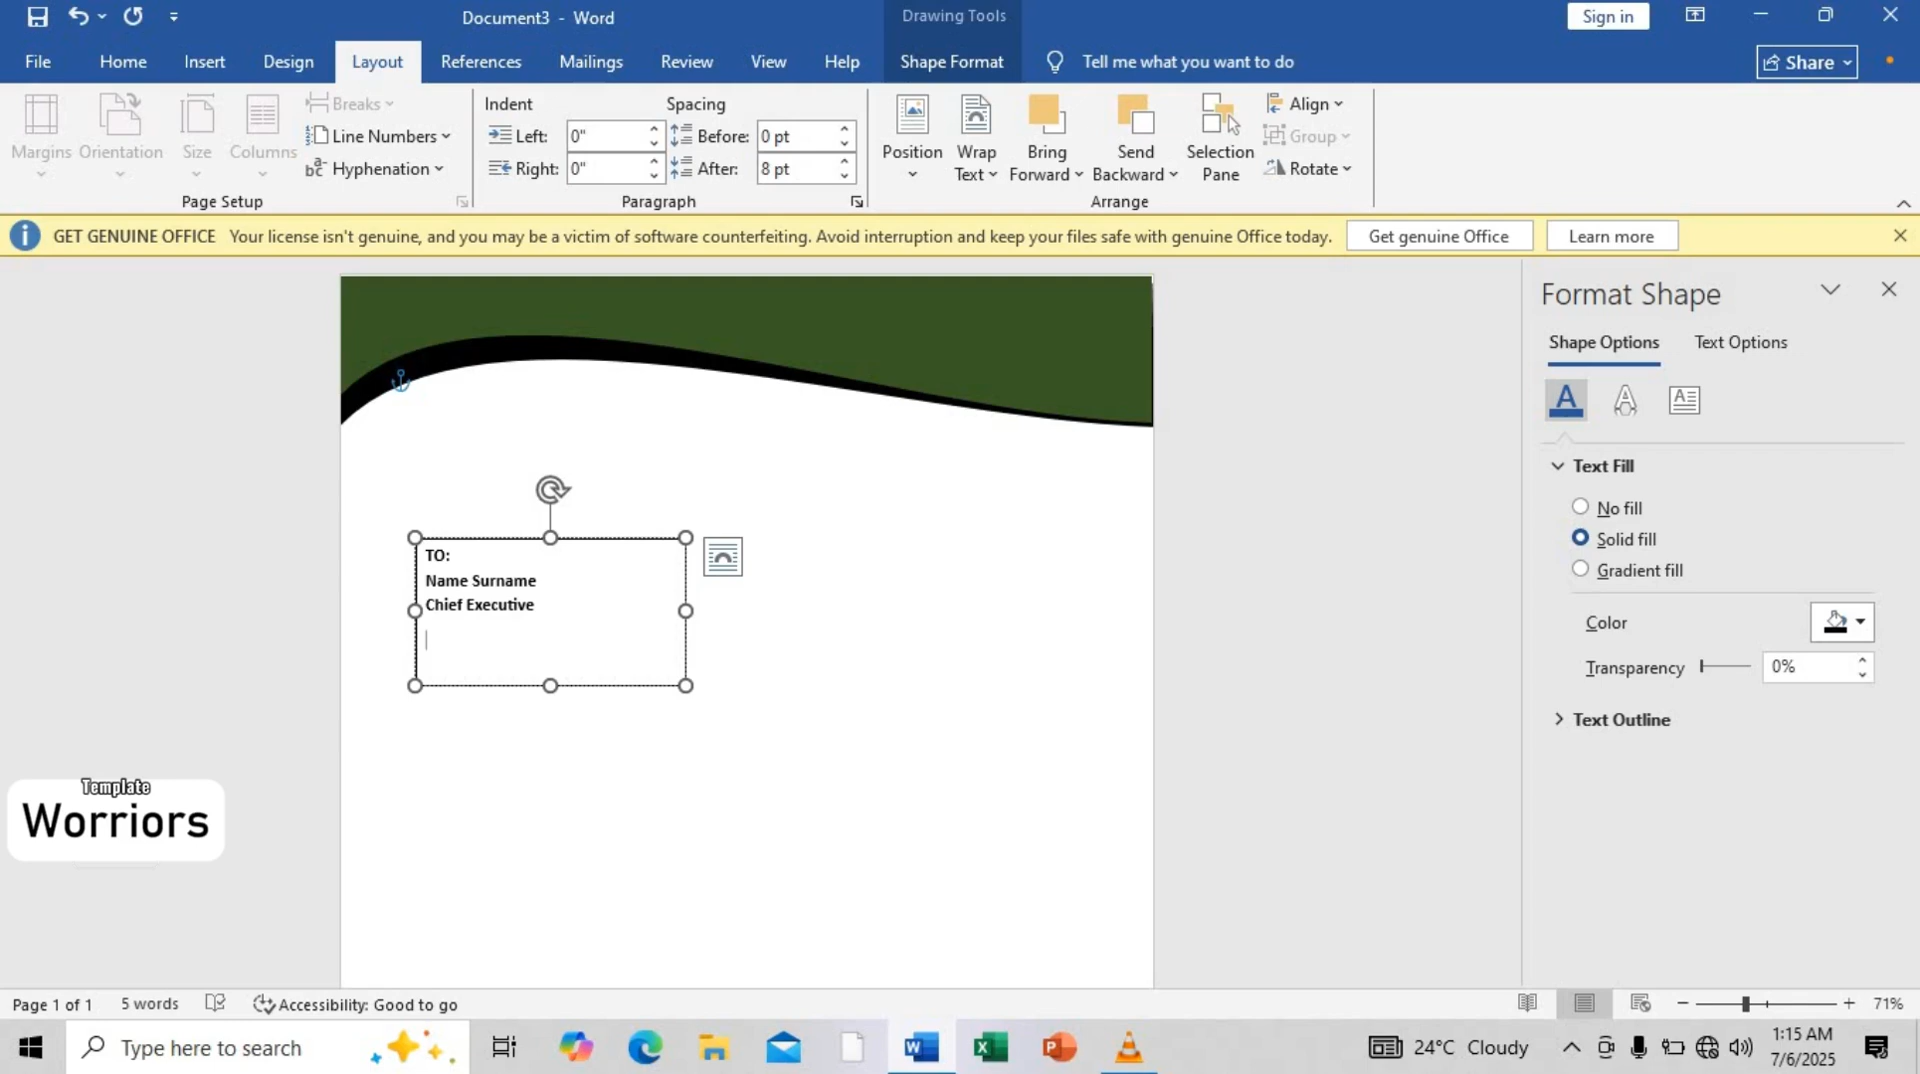 Document3 - Word
Drawing Tools
Sign in
File
Home
Insert
Design
Layout
References
Mailings
Review
View
Help
Shape Format
Tell me what you want to do
Share
Margins
Orientation
Size
Columns
Breaks
Line Numbers
Hyphenation
Page Setup
Indent
Spacing
Left: 0"
Right: 0"
Before: 0 pt
After: 8 pt
Paragraph
Position
Wrap Text
Bring Forward
Send Backward
Selection Pane
Align
Group
Rotate
Arrange
GET GENUINE OFFICE Your license isn't genuine, and you may be a victim of software counterfeiting. Avoid interruption and keep your files safe with genuine Office today.
Get genuine Office
Learn more
TO:
Name Surname
Chief Executive
Format Shape
Shape Options
Text Options
Text Fill
No fill
Solid fill
Gradient fill
Color
Transparency 0%
Text Outline
Template
Worriors
Page 1 of 1
5 words
Accessibility: Good to go
71%
Type here to search
24°C Cloudy
1:15 AM
7/6/2025